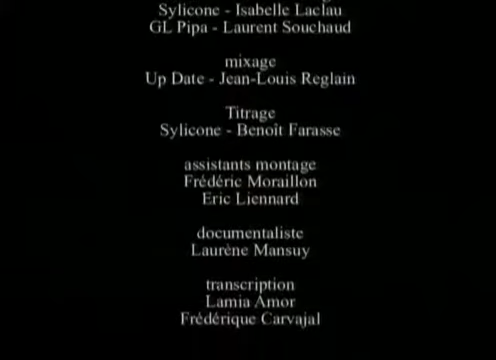 Sylicone - Isabelle Laclau
GL Pipa - Laurent Souchaud
mixage
Up Date - Jean-Louis Reglain
Titrage
Sylicone - Benoît Farasse
assistants montage
Frédéric Moraillon
Eric Liennard
documentaliste
Laurène Mansuy
transcription
Lamia Amor
Frédérique Carvajal